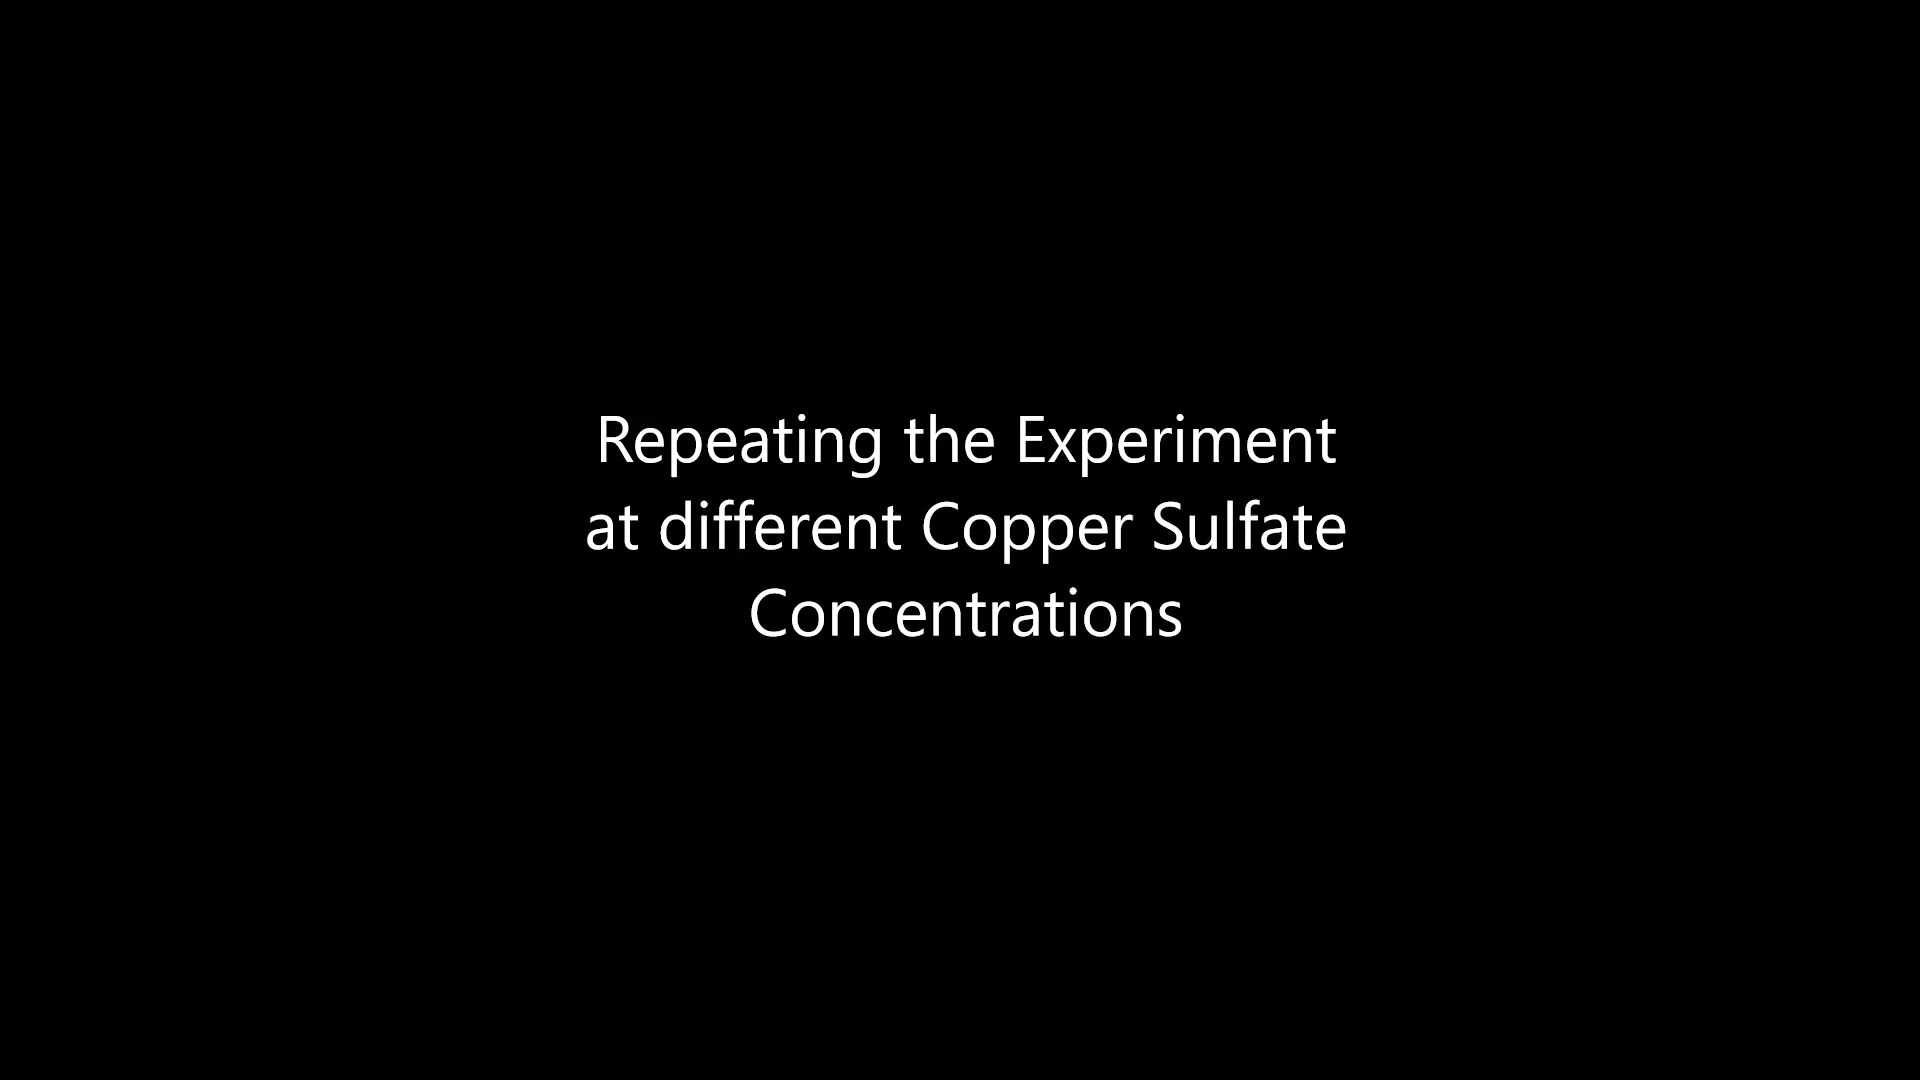 Repeating the Experiment
at different Copper Sulfate
Concentrations